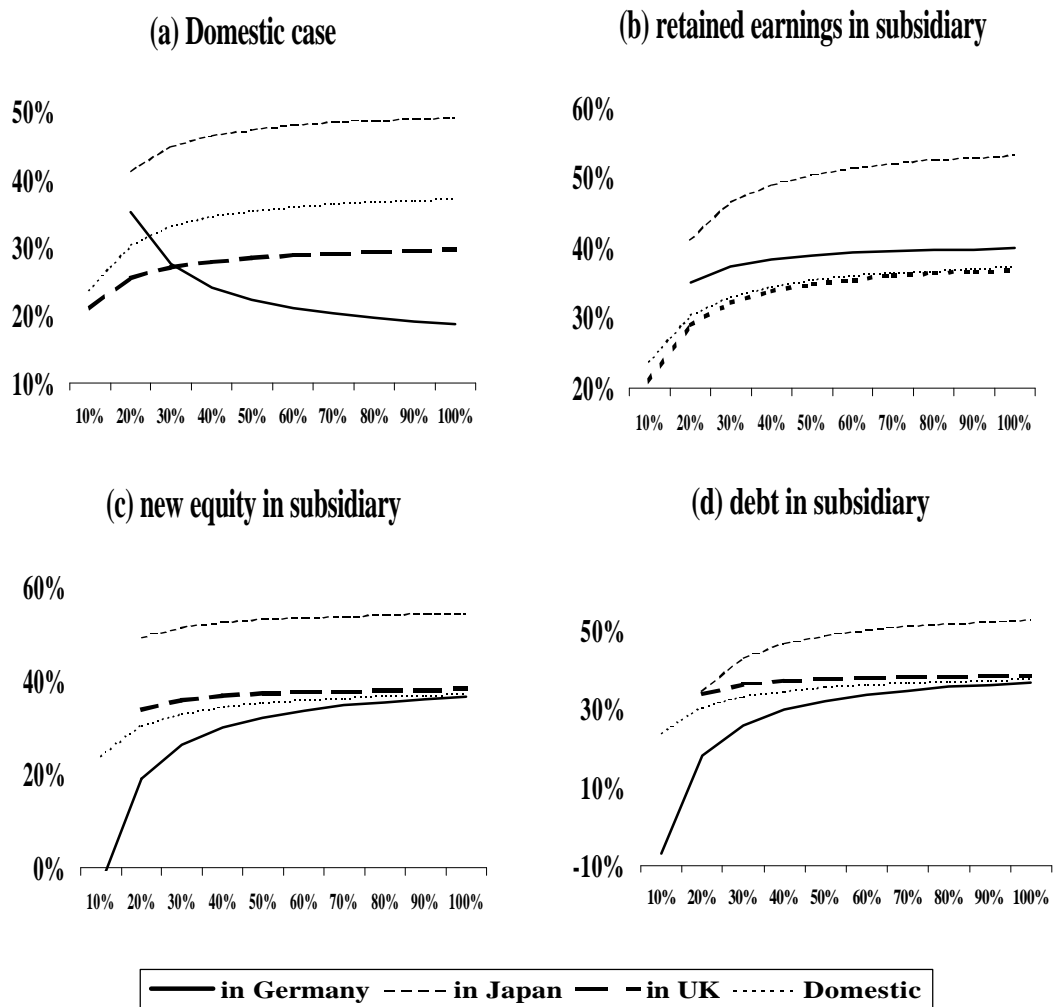 (a) Domestic case
50%
40%
30%
20%
10%
10% 20% 30% 40% 50% 60% 70% 80% 90% 100%
(b) retained earnings in subsidiary
60%
50%
40%
30%
20%
10% 20% 30% 40% 50% 60% 70% 80% 90% 100%
(c) new equity in subsidiary
60%
40%
20%
0%
10% 20% 30% 40% 50% 60% 70% 80% 90% 100%
(d) debt in subsidiary
50%
30%
10%
-10%
10% 20% 30% 40% 50% 60% 70% 80% 90% 100%
in Germany in Japan in UK Domestic